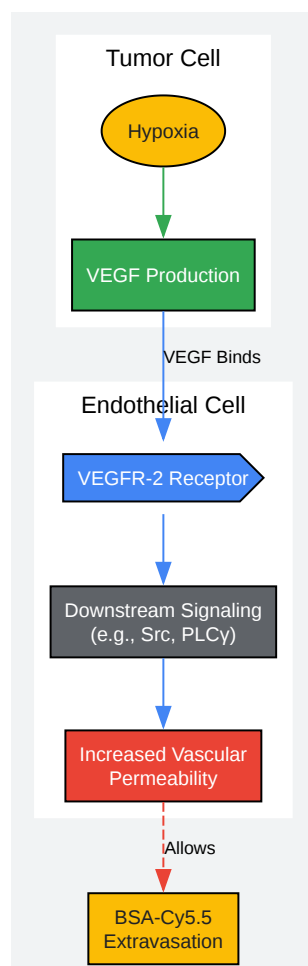 Tumor Cell
Hypoxia
VEGF Production
VEGF Binds
Endothelial Cell
VEGFR-2 Receptor
Downstream Signaling
(e.g., Src, PLCγ)
Increased Vascular
Permeability
Allows
BSA-Cy5.5
Extravasation